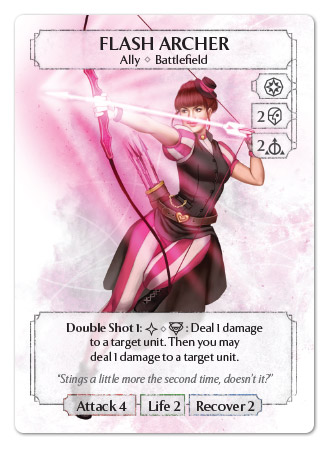 FLASH ARCHER
Ally ⬦ Battlefield
2
2
Double Shot 1: ⬦ : Deal 1 damage
to a target unit. Then you may
deal 1 damage to a target unit.
"Stings a little more the second time, doesn't it?"
Attack 4 Life 2 Recover 2